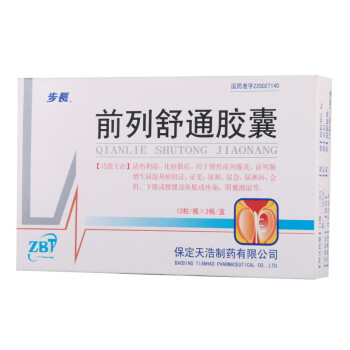 国药准字Z20027140
步長
前列舒通胶囊
QIANLIE SHUTONG JIAONANG
【功能主治】清热利湿,化瘀散结。用于慢性前列腺炎,前列腺
增生属湿热瘀阻证,证见:尿频、尿急、尿淋沥,会
阴、下腹或腰骶部坠胀或疼痛,阴囊潮湿等。
12粒/板×2板/盒
ZBT
保定天浩制药有限公司
BAODING TIANHAO PHARMACEUTICAL CO.,LTD.